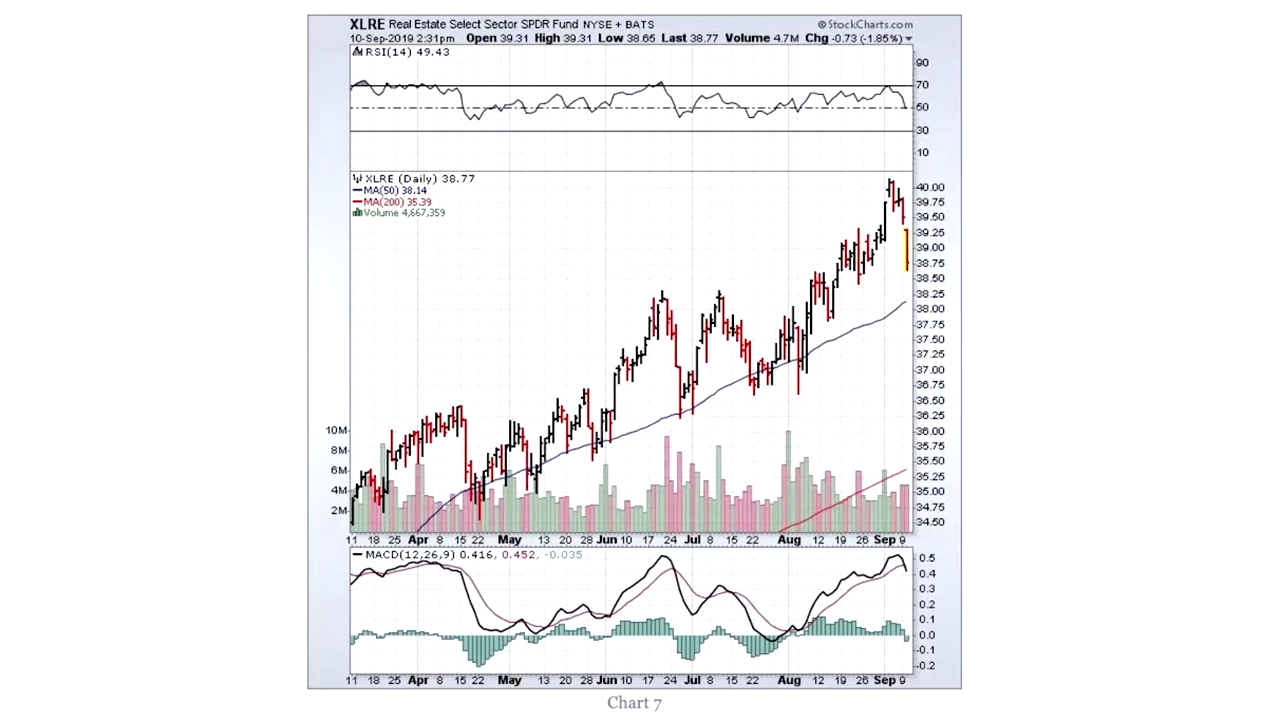 XLRE Real Estate Select Sector SPDR Fund NYSE + BATS © StockCharts.com
10-Sep-2019 2:31pm Open 39.31 High 39.31 Low 38.65 Last 38.77 Volume 4.7M Chg -0.73 (-1.85%)
RSI(14) 49.43
90
70
50
30
10
XLRE (Daily) 38.77
MA(50) 38.14
MA(200) 35.39
Volume 4,667,359
40.00
39.75
39.50
39.25
39.00
38.75
38.50
38.25
38.00
37.75
37.50
37.25
37.00
36.75
36.50
36.25
36.00
35.75
35.50
35.25
35.00
34.75
34.50
10M
8M
6M
4M
2M
11 18 25 Apr 8 15 22 May 13 20 28 Jun 10 17 24 Jul 8 15 22 Aug 12 19 26 Sep 9
MACD(12,26,9) 0.416, 0.452, -0.035
0.5
0.4
0.3
0.2
0.1
0.0
-0.1
-0.2
11 18 25 Apr 8 15 22 May 13 20 28 Jun 10 17 24 Jul 8 15 22 Aug 12 19 26 Sep 9
Chart 7